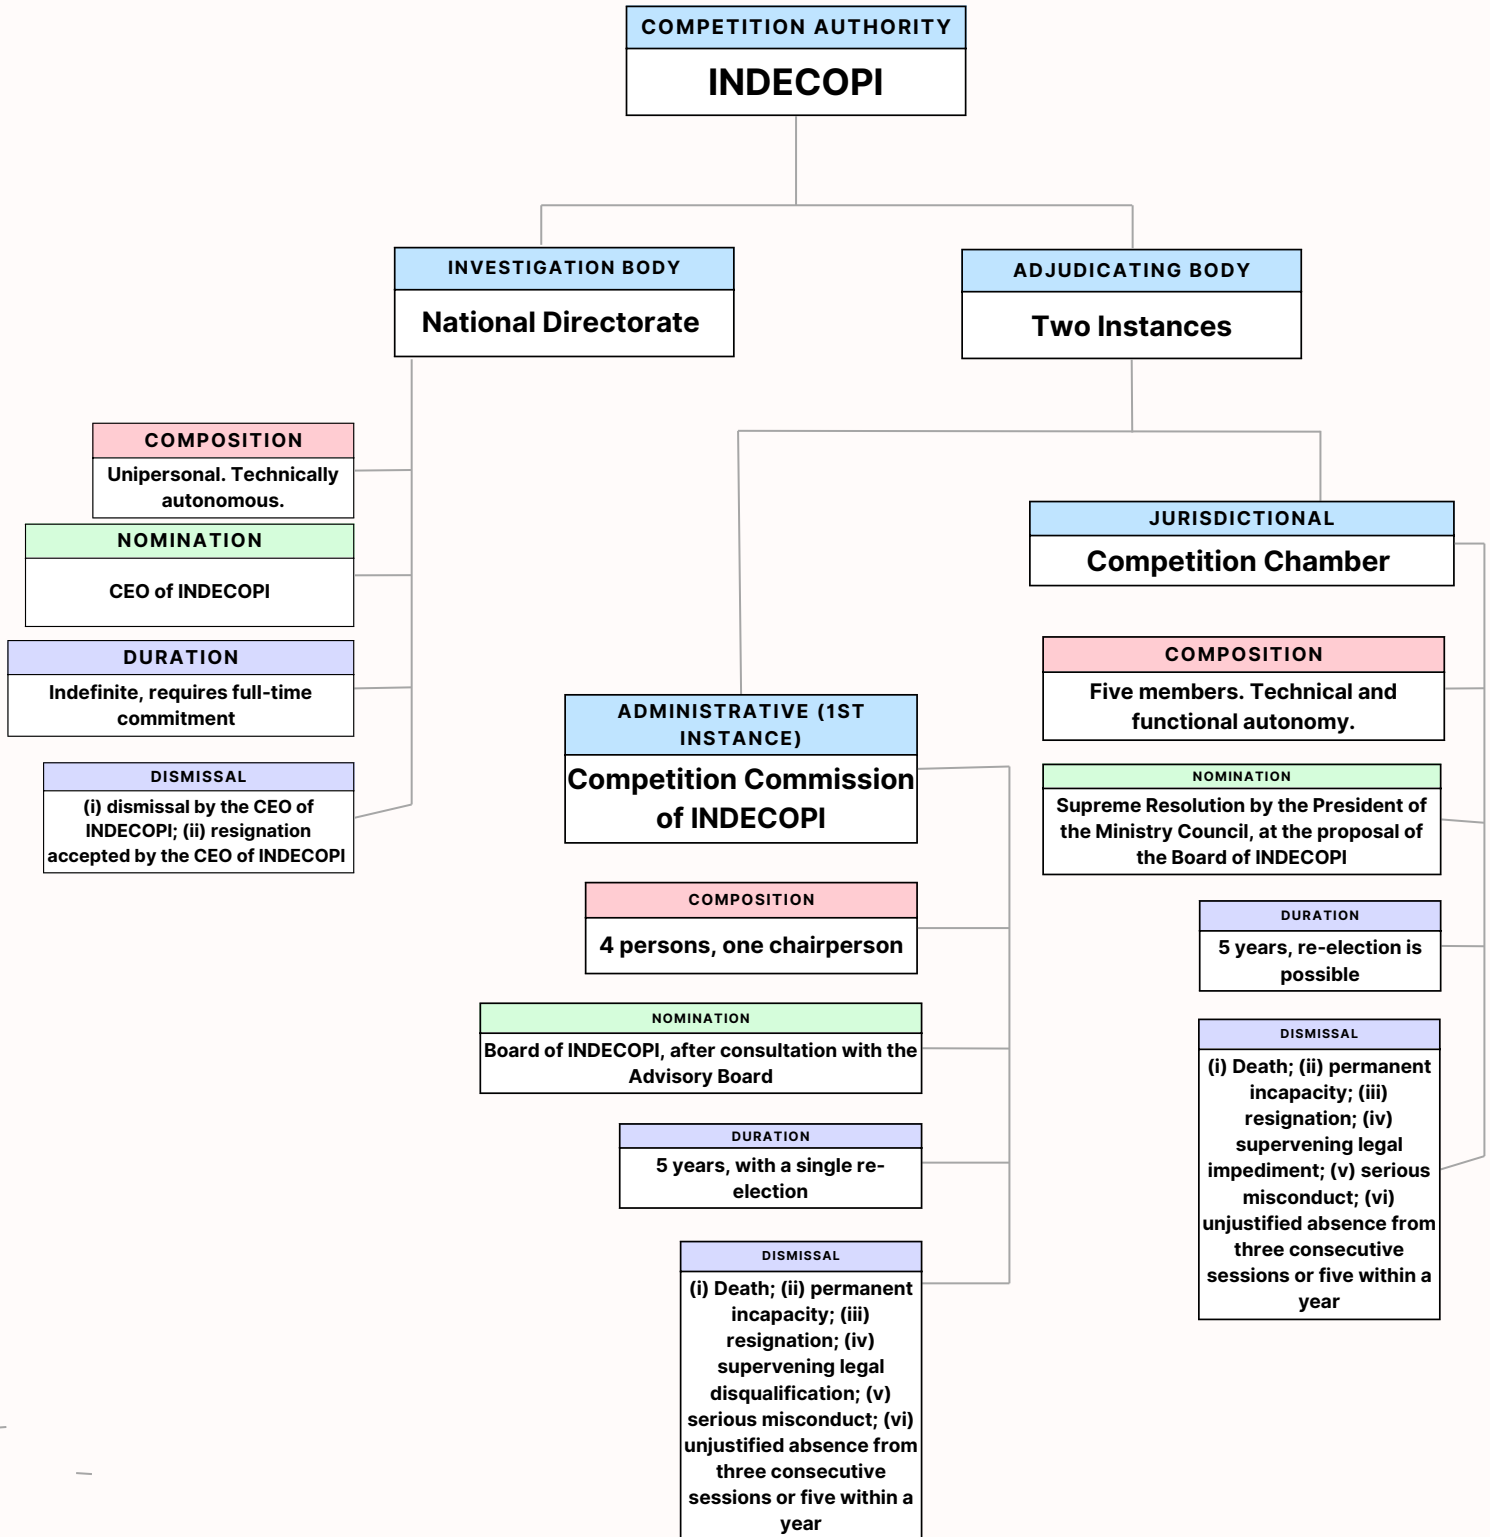 COMPETITION AUTHORITY
INDECOPI
INVESTIGATION BODY
National Directorate
COMPOSITION
Unipersonal. Technically
autonomous.
NOMINATION
CEO of INDECOPI
DURATION
Indefinite, requires full-time
commitment
DISMISSAL
(i) dismissal by the CEO of
INDECOPI; (ii) resignation
accepted by the CEO of INDECOPI
ADJUDICATING BODY
Two Instances
ADMINISTRATIVE (1ST
INSTANCE)
Competition Commission
of INDECOPI
COMPOSITION
4 persons, one chairperson
NOMINATION
Board of INDECOPI, after consultation with the
Advisory Board
DURATION
5 years, with a single re-
election
DISMISSAL
(i) Death; (ii) permanent
incapacity; (iii)
resignation; (iv)
supervening legal
disqualification; (v)
serious misconduct; (vi)
unjustified absence from
three consecutive
sessions or five within a
year
JURISDICTIONAL
Competition Chamber
COMPOSITION
Five members. Technical and
functional autonomy.
NOMINATION
Supreme Resolution by the President of
the Ministry Council, at the proposal of
the Board of INDECOPI
DURATION
5 years, re-election is
possible
DISMISSAL
(i) Death; (ii) permanent
incapacity; (iii)
resignation; (iv)
supervening legal
impediment; (v) serious
misconduct; (vi)
unjustified absence from
three consecutive
sessions or five within a
year